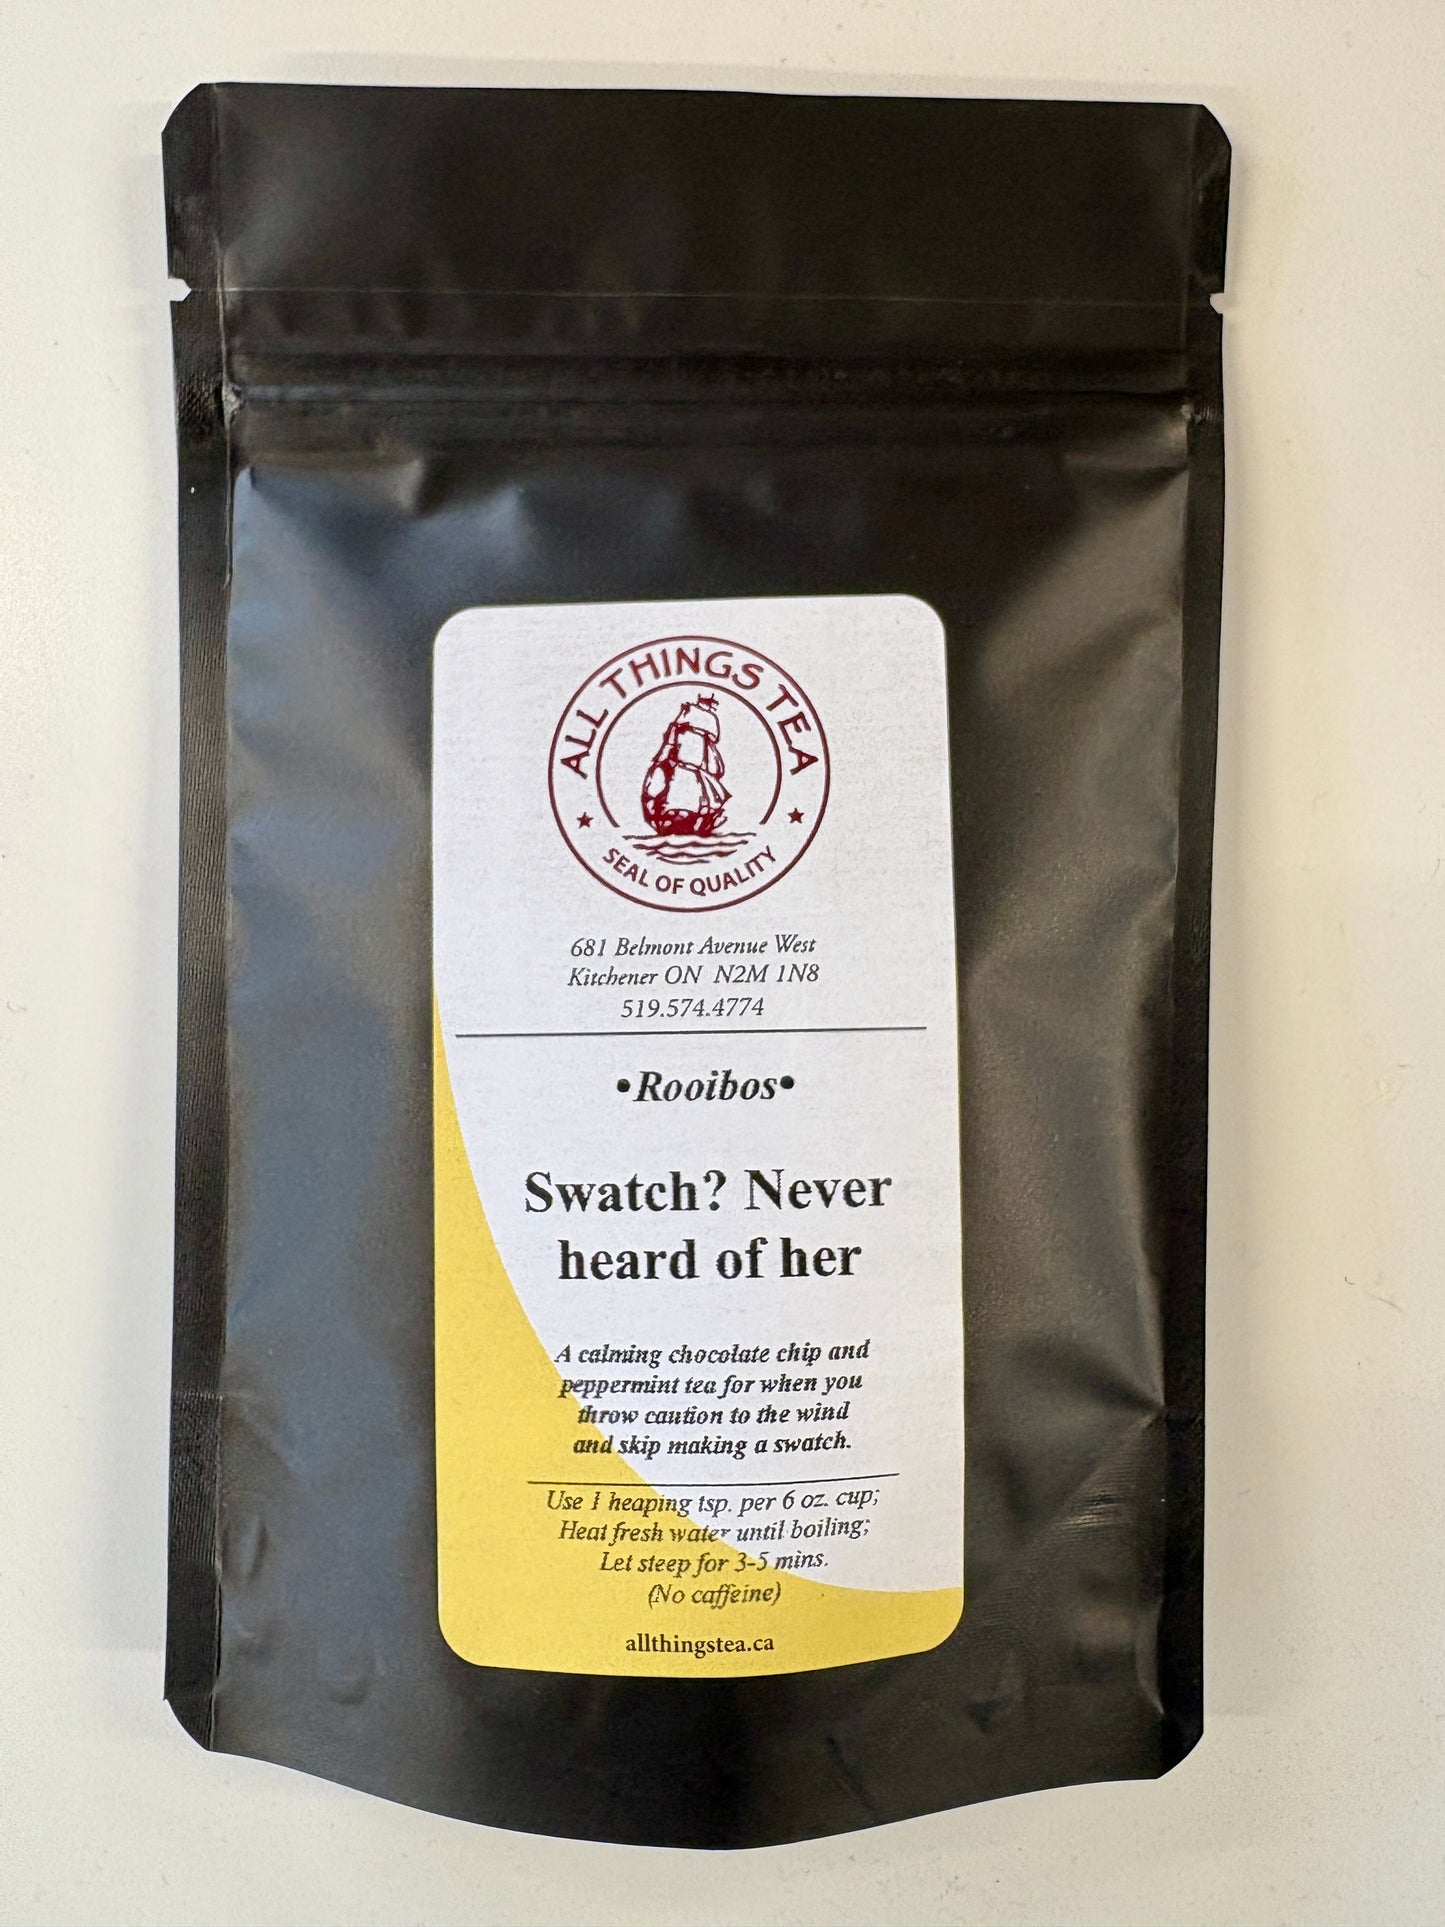 ALL THINGS TEA
SEAL OF QUALITY
681 Belmont Avenue West
Kitchener ON N2M 1N8
519.574.4774
•Rooibos•
Swatch? Never
heard of her
A calming chocolate chip and
peppermint tea for when you
throw caution to the wind
and skip making a swatch.
Use 1 heaping tsp. per 6 oz. cup;
Heat fresh water until boiling;
Let steep for 3-5 mins.
(No caffeine)
allthingstea.ca